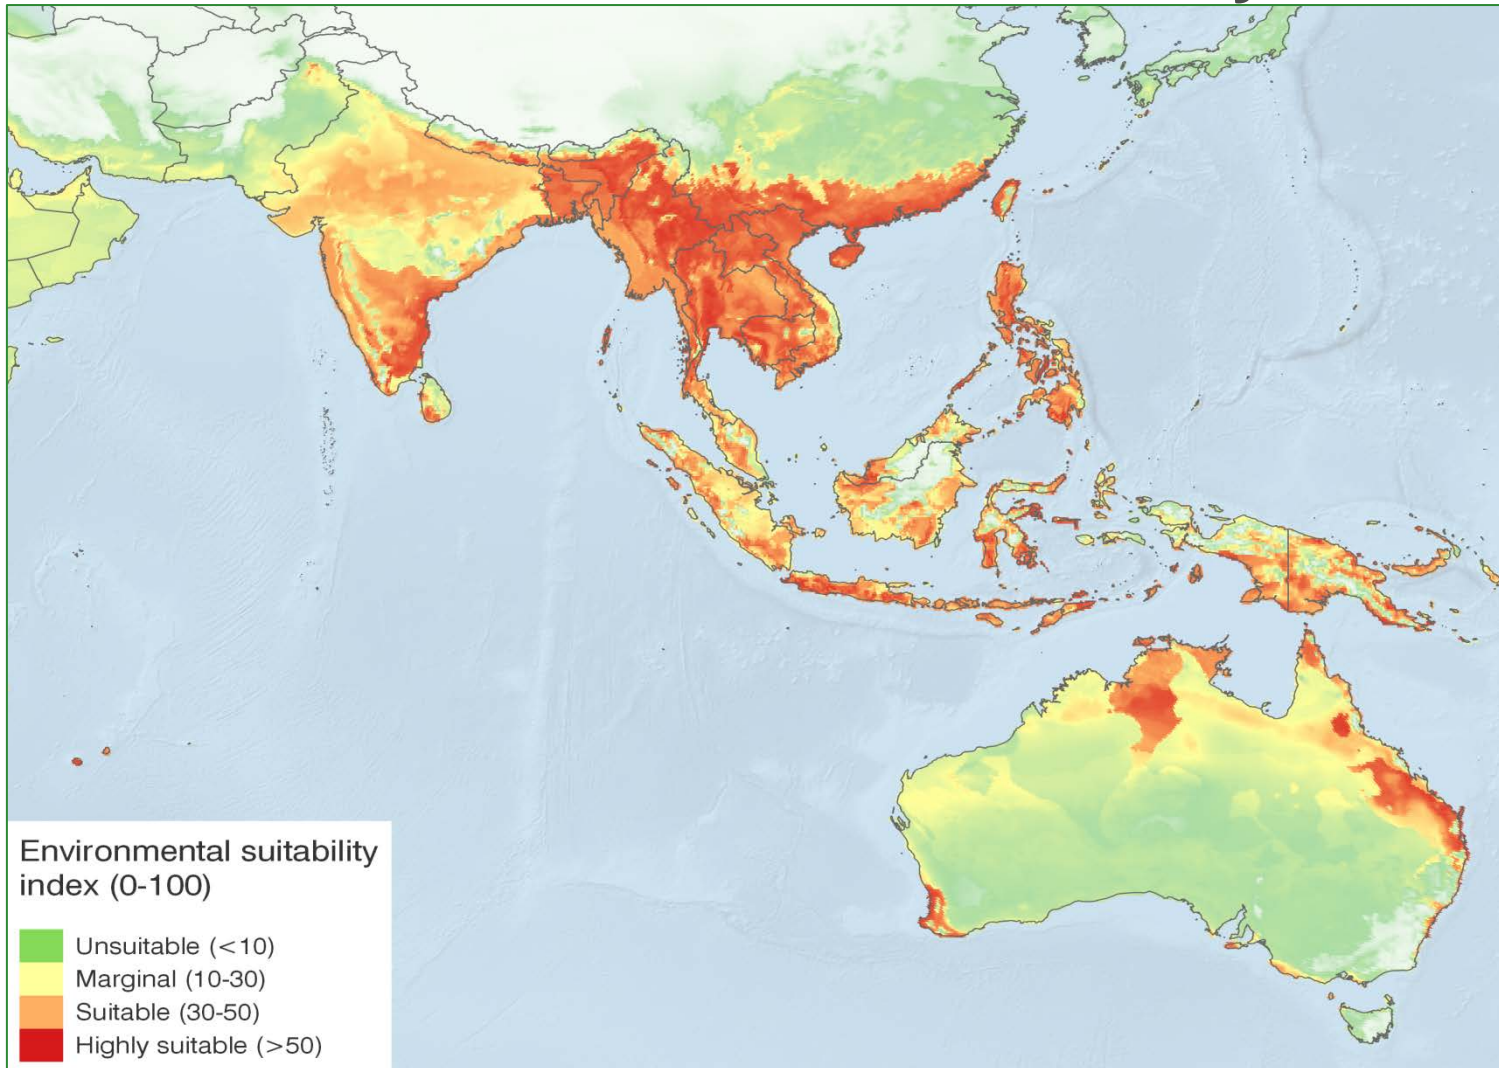 Environmental suitability
index (0-100)
Unsuitable (<10)
Marginal (10-30)
Suitable (30-50)
Highly suitable (>50)